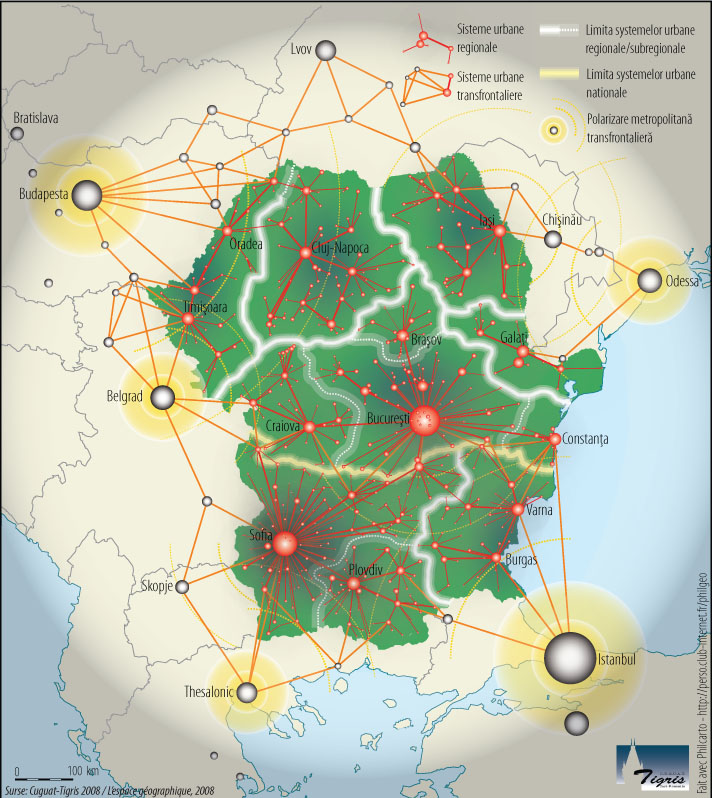 Lvov
Sisteme urbane
regionale
Limita systemelor urbane
regionale/subregionale
Sisteme urbane
transfrontaliere
Limita systemelor urbane
nationale
Polarizare metropolitană
transfrontalieră
Bratislava
Budapesta
Oradea
Cluj-Napoca
Iaşi
Chişinău
Odessa
Timişnara
Braşov
Galaţi
Belgrad
Craiova
Bucureşti
Constanţa
Sofia
Varna
Plovdiv
Burgas
Skopje
Istanbul
Thesalonic
0 100 km
Surse: Cuguat-Tigris 2008 / L'espace géographique, 2008
Tigris
Fait avec Philcarto - http://perso.club-internet.fr/philgeo